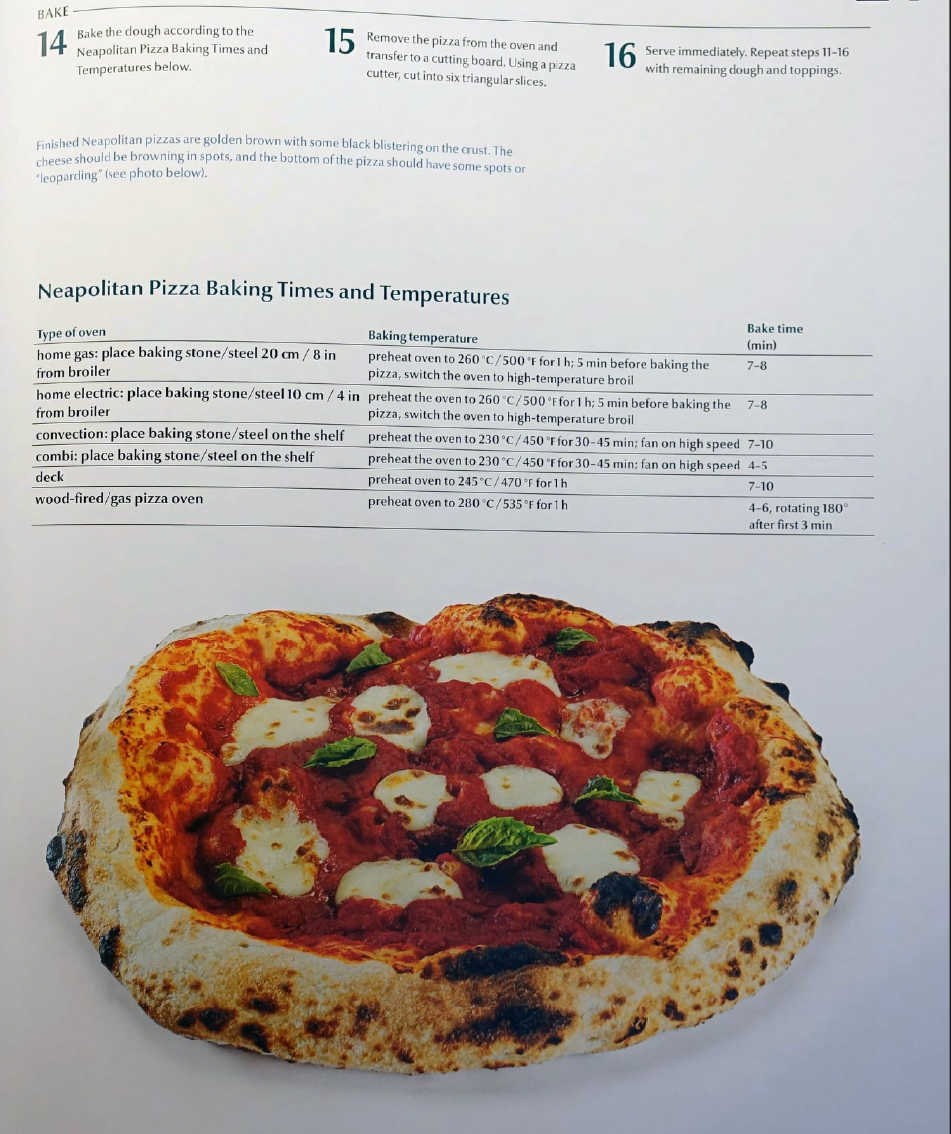 BAKE
14 Bake the dough according to the
Neapolitan Pizza Baking Times and
Temperatures below.
15 Remove the pizza from the oven and
transfer to a cutting board. Using a pizza
cutter, cut into six triangular slices.
16 Serve immediately. Repeat steps 11–16
with remaining dough and toppings.
Finished Neapolitan pizzas are golden brown with some black blistering on the crust. The
cheese should be browning in spots, and the bottom of the pizza should have some spots or
"leoparding" (see photo below).
Neapolitan Pizza Baking Times and Temperatures
Type of oven
Baking temperature
Bake time
(min)
home gas: place baking stone/steel 20 cm / 8 in
from broiler
preheat oven to 260 °C/500 °F for 1 h; 5 min before baking the
pizza, switch the oven to high-temperature broil
7–8
home electric: place baking stone/steel 10 cm / 4 in
from broiler
preheat the oven to 260 °C/500 °F for 1 h; 5 min before baking the
pizza, switch the oven to high-temperature broil
7–8
convection: place baking stone/steel on the shelf
preheat the oven to 230 °C/450 °F for 30–45 min; fan on high speed
7–10
combi: place baking stone/steel on the shelf
preheat the oven to 230 °C/450 °F for 30–45 min; fan on high speed
4–5
deck
preheat oven to 245 °C/470 °F for 1 h
7–10
wood-fired/gas pizza oven
preheat oven to 280 °C/535 °F for 1 h
4–6, rotating 180°
after first 3 min